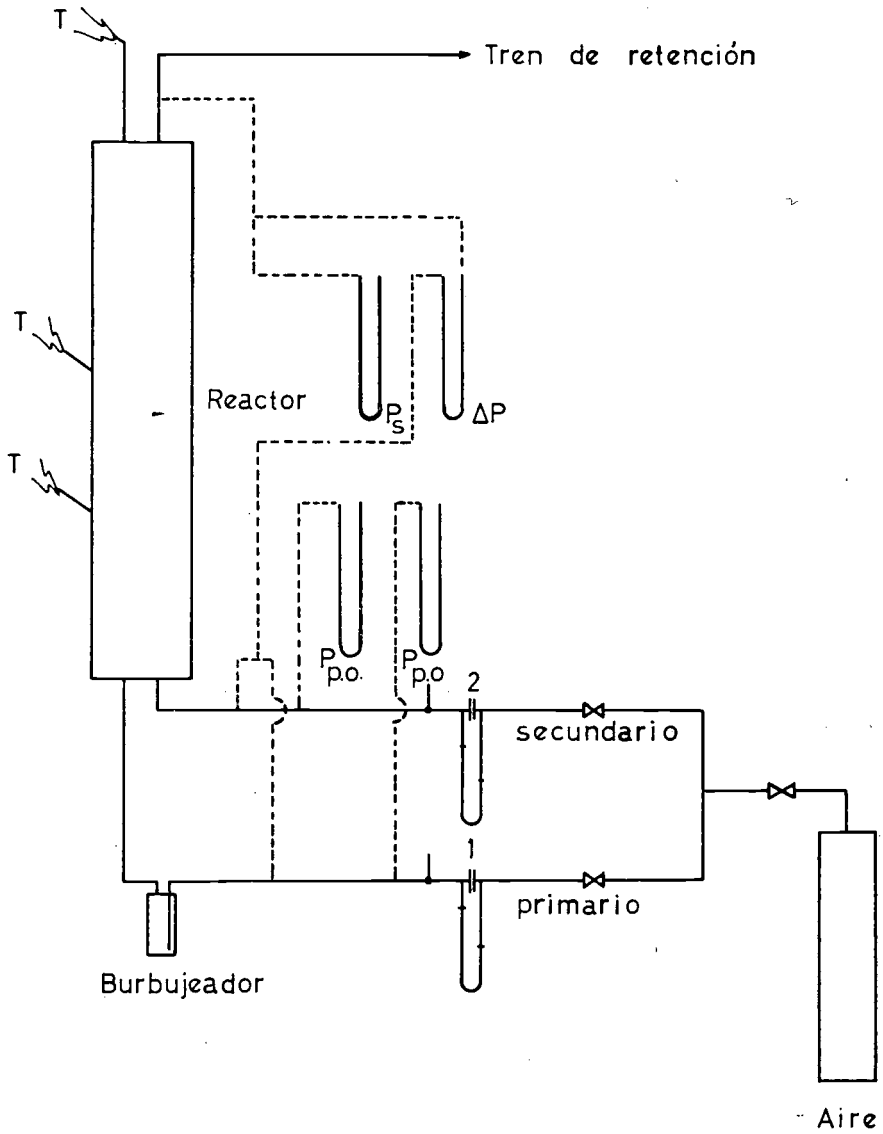 T
Tren de retención
T
Reactor
Ps
ΔP
T
Pp.o.
Pp.o
2
secundario
1
primario
Burbujeador
Aire